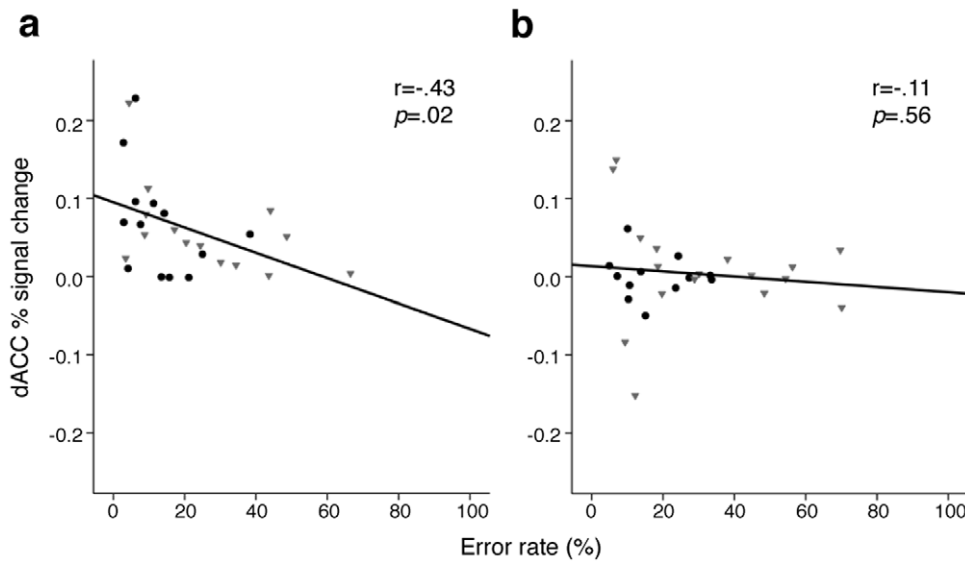 a
r=-.43
p=.02
dACC % signal change
0.2
0.1
0.0
-0.1
-0.2
0 20 40 60 80 100
b
r=-.11
p=.56
0.2
0.1
0.0
-0.1
-0.2
0 20 40 60 80 100
Error rate (%)